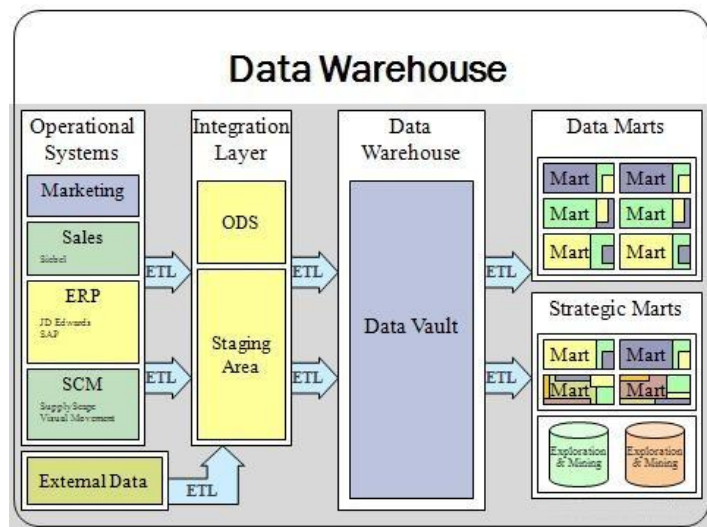 Data Warehouse
Operational
Systems
Marketing
Sales
Siebel
ERP
JD Edwards
SAP
SCM
SupplyScape
Visual Movement
External Data
ETL
ETL
ETL
Integration
Layer
ODS
Staging
Area
ETL
ETL
Data
Warehouse
Data Vault
ETL
ETL
Data Marts
Mart
Mart
Mart
Mart
Mart
Mart
Strategic Marts
Mart
Mart
Mart
Mart
Exploration
& Mining
Exploration
& Mining